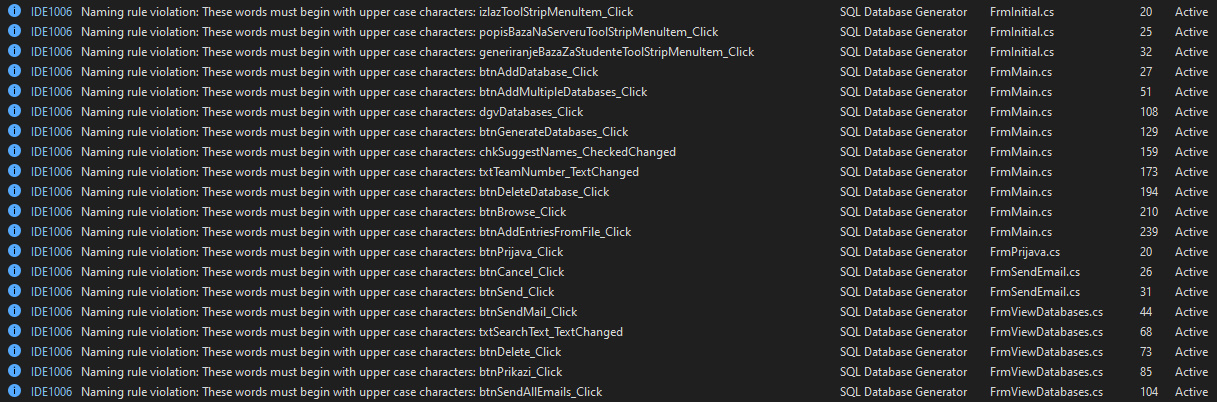 IDE1006 Naming rule violation: These words must begin with upper case characters: izlazToolStripMenuItem_Click SQL Database Generator FrmInitial.cs 20 Active
IDE1006 Naming rule violation: These words must begin with upper case characters: popisBazaNaServeruToolStripMenuItem_Click SQL Database Generator FrmInitial.cs 25 Active
IDE1006 Naming rule violation: These words must begin with upper case characters: generiranjeBazaZaStudenteToolStripMenuItem_Click SQL Database Generator FrmInitial.cs 32 Active
IDE1006 Naming rule violation: These words must begin with upper case characters: btnAddDatabase_Click SQL Database Generator FrmMain.cs 27 Active
IDE1006 Naming rule violation: These words must begin with upper case characters: btnAddMultipleDatabases_Click SQL Database Generator FrmMain.cs 51 Active
IDE1006 Naming rule violation: These words must begin with upper case characters: dgvDatabases_Click SQL Database Generator FrmMain.cs 108 Active
IDE1006 Naming rule violation: These words must begin with upper case characters: btnGenerateDatabases_Click SQL Database Generator FrmMain.cs 129 Active
IDE1006 Naming rule violation: These words must begin with upper case characters: chkSuggestNames_CheckedChanged SQL Database Generator FrmMain.cs 159 Active
IDE1006 Naming rule violation: These words must begin with upper case characters: txtTeamNumber_TextChanged SQL Database Generator FrmMain.cs 173 Active
IDE1006 Naming rule violation: These words must begin with upper case characters: btnDeleteDatabase_Click SQL Database Generator FrmMain.cs 194 Active
IDE1006 Naming rule violation: These words must begin with upper case characters: btnBrowse_Click SQL Database Generator FrmMain.cs 210 Active
IDE1006 Naming rule violation: These words must begin with upper case characters: btnAddEntriesFromFile_Click SQL Database Generator FrmMain.cs 239 Active
IDE1006 Naming rule violation: These words must begin with upper case characters: btnPrijava_Click SQL Database Generator FrmPrijava.cs 20 Active
IDE1006 Naming rule violation: These words must begin with upper case characters: btnCancel_Click SQL Database Generator FrmSendEmail.cs 26 Active
IDE1006 Naming rule violation: These words must begin with upper case characters: btnSend_Click SQL Database Generator FrmSendEmail.cs 31 Active
IDE1006 Naming rule violation: These words must begin with upper case characters: btnSendMail_Click SQL Database Generator FrmViewDatabases.cs 44 Active
IDE1006 Naming rule violation: These words must begin with upper case characters: txtSearchText_TextChanged SQL Database Generator FrmViewDatabases.cs 68 Active
IDE1006 Naming rule violation: These words must begin with upper case characters: btnDelete_Click SQL Database Generator FrmViewDatabases.cs 73 Active
IDE1006 Naming rule violation: These words must begin with upper case characters: btnPrikazi_Click SQL Database Generator FrmViewDatabases.cs 85 Active
IDE1006 Naming rule violation: These words must begin with upper case characters: btnSendAllEmails_Click SQL Database Generator FrmViewDatabases.cs 104 Active